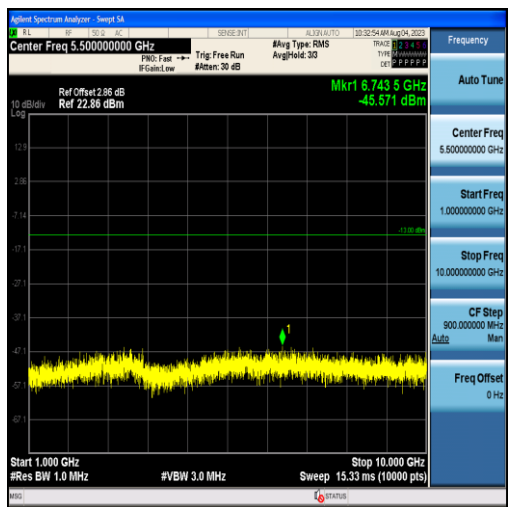 Agilent Spectrum Analyzer - Swept SA
RL RF 50 Ω AC SENSE:INT ALIGN AUTO 10:32:54 AM Aug 04, 2023
Center Freq 5.500000000 GHz
PNO: Fast
IFGain:Low
Trig: Free Run
#Atten: 30 dB
#Avg Type: RMS
Avg|Hold: 3/3
TRACE 1 2 3 4 5 6
TYPE
DET P P P P P P
Frequency
Mkr1 6.743 5 GHz
-45.571 dBm
Ref Offset 2.86 dB
10 dB/div Ref 22.86 dBm
Log
12.9
2.86
-7.14
-13.00 dBm
-17.1
-27.1
-37.1
1
-47.1
-57.1
-67.1
Start 1.000 GHz Stop 10.000 GHz
#Res BW 1.0 MHz #VBW 3.0 MHz Sweep 15.33 ms (10000 pts)
MSG STATUS
Auto Tune
Center Freq
5.500000000 GHz
Start Freq
1.000000000 GHz
Stop Freq
10.000000000 GHz
CF Step
900.000000 MHz
Auto Man
Freq Offset
0 Hz